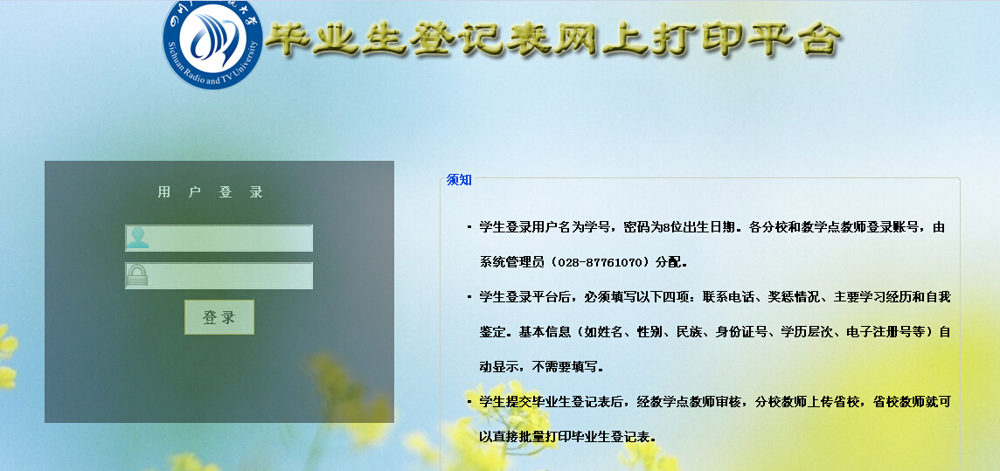 Sichuan Radio and TV University
毕业生登记表网上打印平台
用 户 登 录
登 录
须知
· 学生登录用户名为学号，密码为8位出生日期。各分校和教学点教师登录账号，由
系统管理员（028-87761070）分配。
· 学生登录平台后，必须填写以下四项：联系电话、奖惩情况、主要学习经历和自我
鉴定。基本信息（如姓名、性别、民族、身份证号、学历层次、电子注册号等）自
动显示，不需要填写。
· 学生提交毕业生登记表后，经教学点教师审核，分校教师上传省校，省校教师就可
以直接批量打印毕业生登记表。